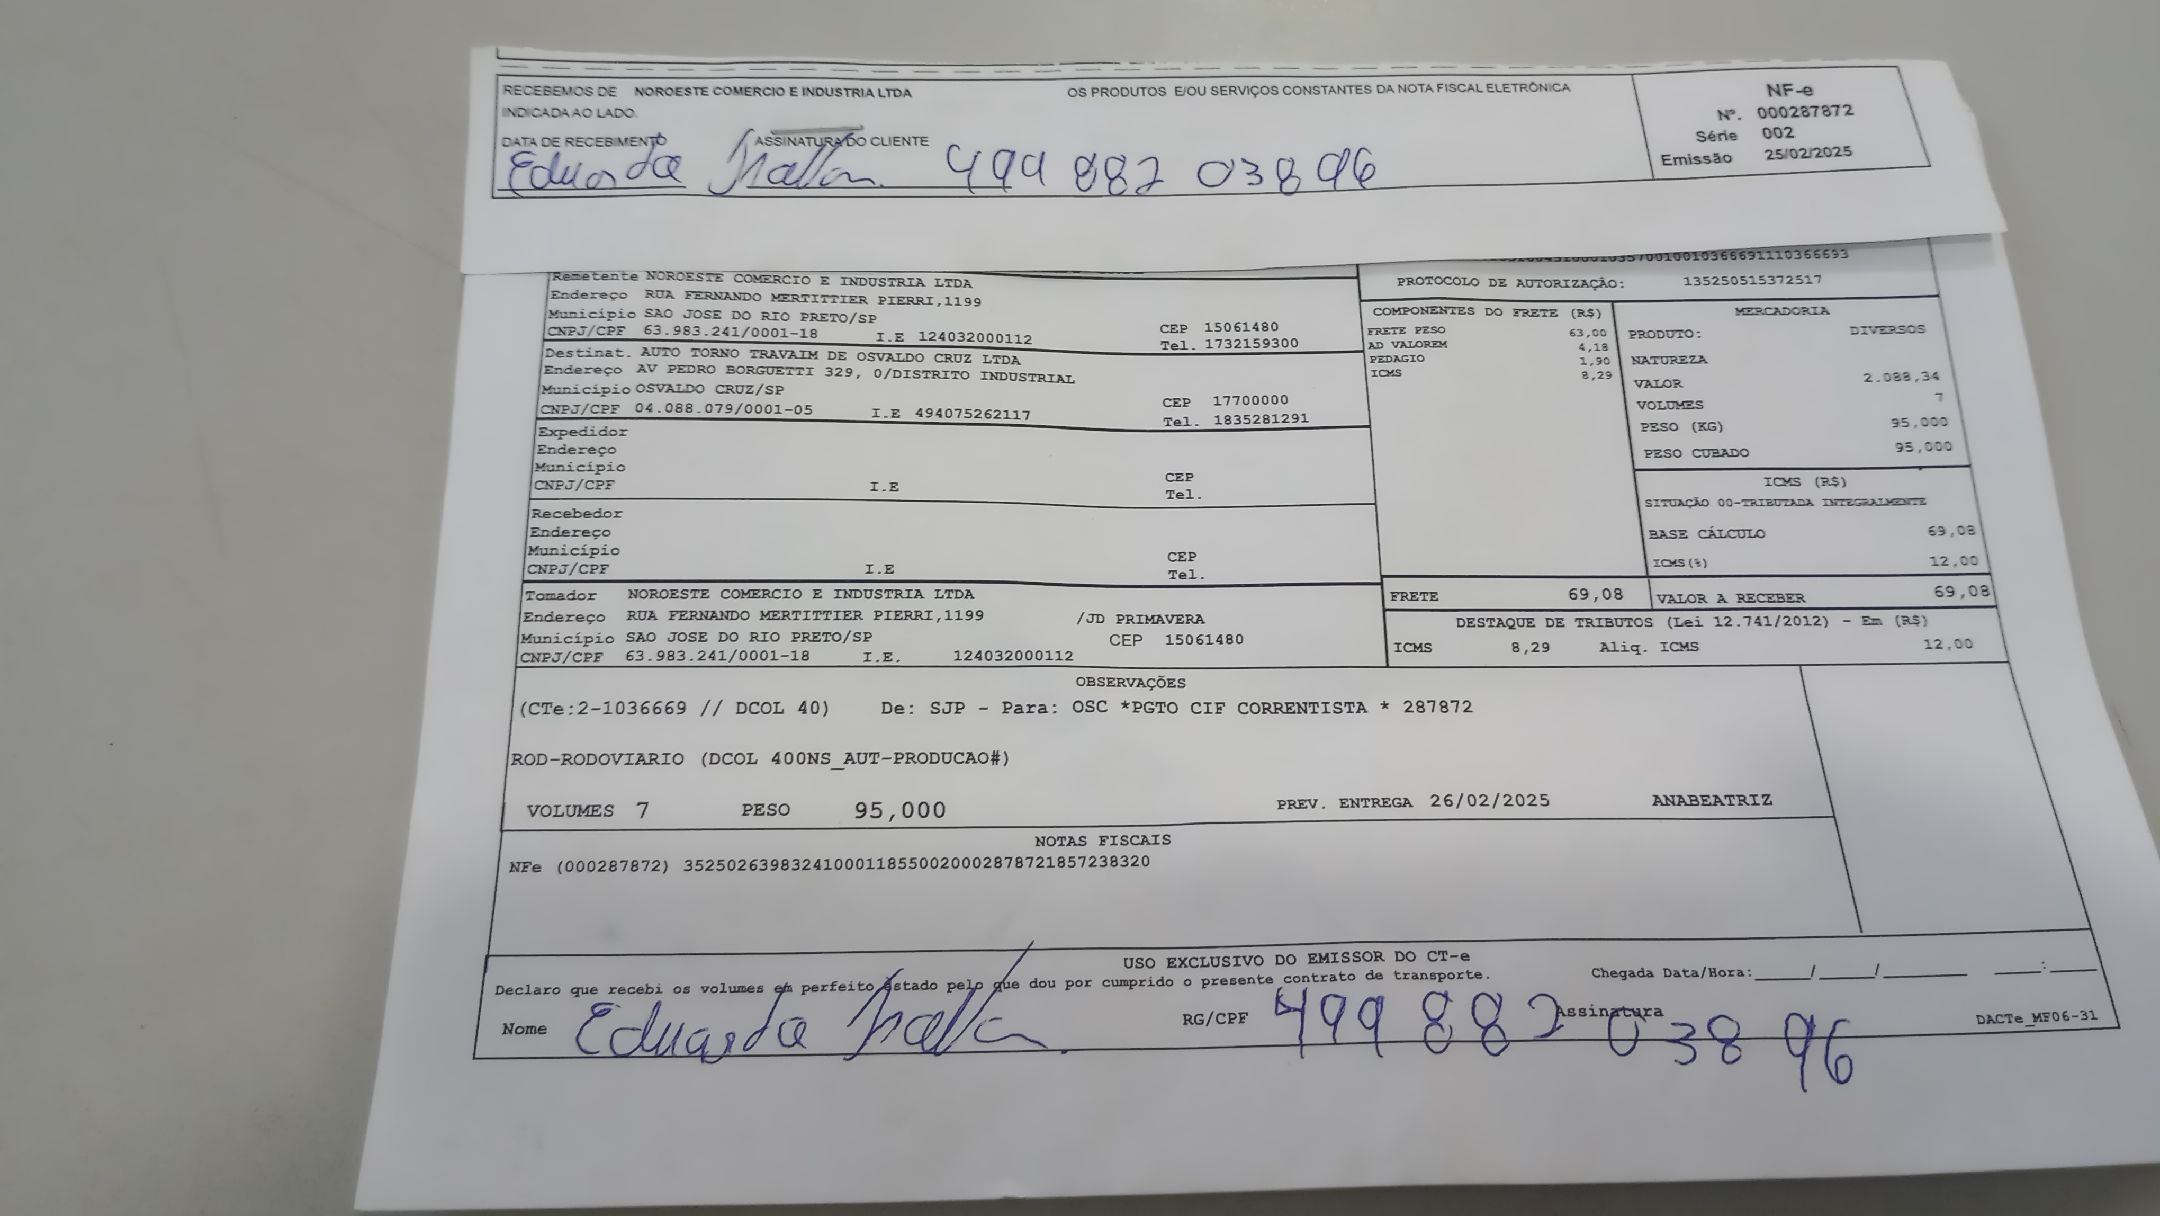 RECEBEMOS DE NOROESTE COMERCIO E INDUSTRIA LTDA OS PRODUTOS E/OU SERVIÇOS CONSTANTES DA NOTA FISCAL ELETRÔNICA
INDICADA AO LADO.
DATA DE RECEBIMENTO ASSINATURA DO CLIENTE
Eduarda 499 882 038 96
NF-e
Nº. 000287872
Série 002
Emissão 25/02/2025
Remetente NOROESTE COMERCIO E INDUSTRIA LTDA
Endereço RUA FERNANDO MERTITTIER PIERRI,1199
Município SAO JOSE DO RIO PRETO/SP CEP 15061480
CNPJ/CPF 63.983.241/0001-18 I.E 124032000112 Tel. 1732159300
Destinat. AUTO TORNO TRAVAIM DE OSVALDO CRUZ LTDA
Endereço AV PEDRO BORGUETTI 329, 0/DISTRITO INDUSTRIAL
Município OSVALDO CRUZ/SP CEP 17700000
CNPJ/CPF 04.088.079/0001-05 I.E 494075262117 Tel. 1835281291
Expedidor
Endereço
Município CEP
CNPJ/CPF I.E Tel.
Recebedor
Endereço
Município CEP
CNPJ/CPF I.E Tel.
Tomador NOROESTE COMERCIO E INDUSTRIA LTDA
Endereço RUA FERNANDO MERTITTIER PIERRI,1199 /JD PRIMAVERA
Município SAO JOSE DO RIO PRETO/SP CEP 15061480
CNPJ/CPF 63.983.241/0001-18 I.E. 124032000112
PROTOCOLO DE AUTORIZAÇÃO: 135250515372517
COMPONENTES DO FRETE (R$)
FRETE PESO 63,00
AD VALOREM 4,18
PEDAGIO 1,90
ICMS 8,29
MERCADORIA
PRODUTO: DIVERSOS
NATUREZA
VALOR 2.088,34
VOLUMES 7
PESO (KG) 95,000
PESO CUBADO 95,000
ICMS (R$)
SITUAÇÃO 00-TRIBUTADA INTEGRALMENTE
BASE CÁLCULO 69,08
ICMS(%) 12,00
FRETE 69,08 VALOR A RECEBER 69,08
DESTAQUE DE TRIBUTOS (Lei 12.741/2012) - Em (R$)
ICMS 8,29 Aliq. ICMS 12,00
OBSERVAÇÕES
(CTe:2-1036669 // DCOL 40) De: SJP - Para: OSC *PGTO CIF CORRENTISTA * 287872
ROD-RODOVIARIO (DCOL 400NS_AUT-PRODUCAO#)
VOLUMES 7 PESO 95,000 PREV. ENTREGA 26/02/2025 ANABEATRIZ
NOTAS FISCAIS
NFe (000287872) 35250263983241000118550020002878721857238320
USO EXCLUSIVO DO EMISSOR DO CT-e
Declaro que recebi os volumes em perfeito estado pelo que dou por cumprido o presente contrato de transporte. Chegada Data/Hora:____/____/______ ___:____
Nome Eduarda RG/CPF 499 882 038 96 Assinatura DACTe_MF06-31